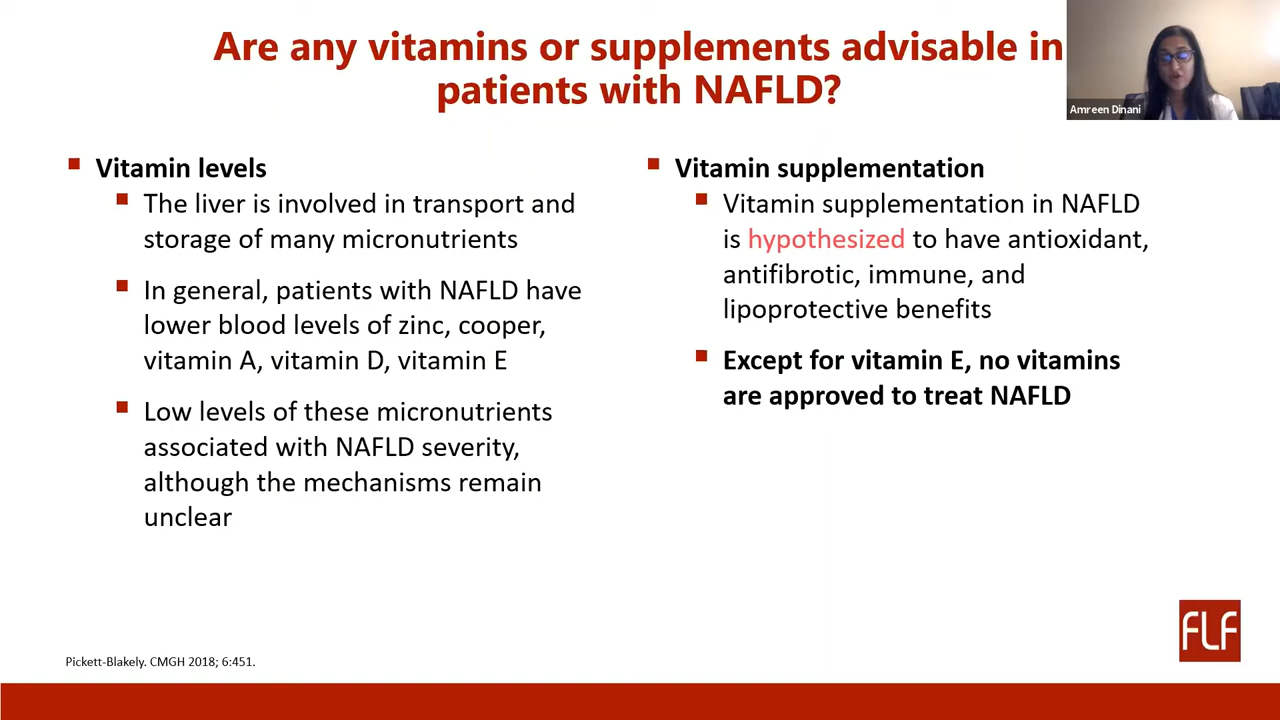 Are any vitamins or supplements advisable in
patients with NAFLD?
Amreen Dinani
Vitamin levels
The liver is involved in transport and
storage of many micronutrients
In general, patients with NAFLD have
lower blood levels of zinc, cooper,
vitamin A, vitamin D, vitamin E
Low levels of these micronutrients
associated with NAFLD severity,
although the mechanisms remain
unclear
Vitamin supplementation
Vitamin supplementation in NAFLD
is hypothesized to have antioxidant,
antifibrotic, immune, and
lipoprotective benefits
Except for vitamin E, no vitamins
are approved to treat NAFLD
FLF
Pickett-Blakely. CMGH 2018; 6:451.